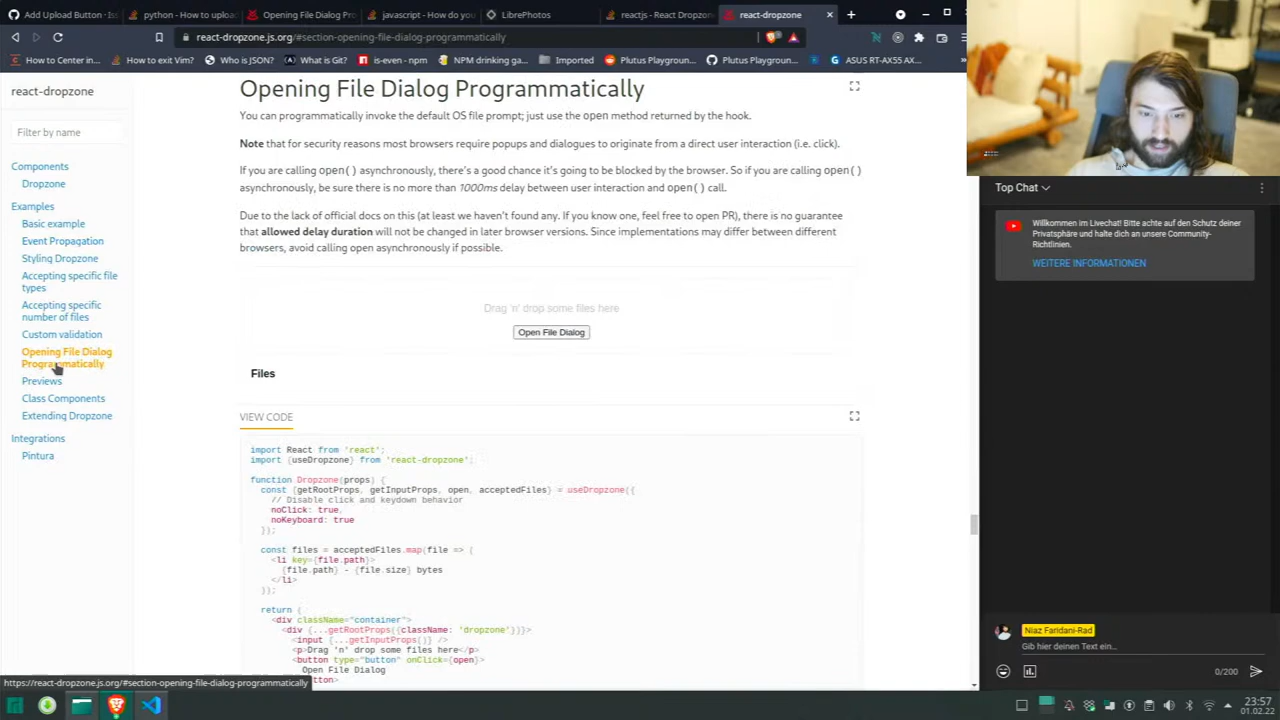 Add Upload Button · Iss
python - How to upload
Opening File Dialog Pro
javascript - How do you
LibrePhotos
reactjs - React Dropzon
react-dropzone
react-dropzone.js.org/#section-opening-file-dialog-programmatically
How to Center in...
How to exit Vim?
Who is JSON?
What is Git?
is-even - npm
NPM drinking gam...
Imported
Plutus Playgroun...
Plutus Playgroun...
ASUS RT-AX55 AX...
react-dropzone
Filter by name
Components
Dropzone
Examples
Basic example
Event Propagation
Styling Dropzone
Accepting specific file
types
Accepting specific
number of files
Custom validation
Opening File Dialog
Programmatically
Previews
Class Components
Extending Dropzone
Integrations
Pintura
Opening File Dialog Programmatically
You can programmatically invoke the default OS file prompt; just use the open method returned by the hook.
Note that for security reasons most browsers require popups and dialogues to originate from a direct user interaction (i.e. click).
If you are calling open() asynchronously, there's a good chance it's going to be blocked by the browser. So if you are calling open()
asynchronously, be sure there is no more than 1000ms delay between user interaction and open() call.
Due to the lack of official docs on this (at least we haven't found any. If you know one, feel free to open PR), there is no guarantee
that allowed delay duration will not be changed in later browser versions. Since implementations may differ between different
browsers, avoid calling open asynchronously if possible.
Drag 'n' drop some files here
Open File Dialog
Files
VIEW CODE
import React from 'react';
import {useDropzone} from 'react-dropzone';
function Dropzone(props) {
const {getRootProps, getInputProps, open, acceptedFiles} = useDropzone({
// Disable click and keydown behavior
noClick: true,
noKeyboard: true
});
const files = acceptedFiles.map(file => (
<li key={file.path}>
{file.path} - {file.size} bytes
</li>
));
return (
<div className="container">
<div {...getRootProps({className: 'dropzone'})}>
<input {...getInputProps()} />
<p>Drag 'n' drop some files here</p>
<button type="button" onClick={open}>
Open File Dialog
https://react-dropzone.js.org/#section-opening-file-dialog-programmatically
Top Chat
Willkommen im Livechat! Bitte achte auf den Schutz deiner
Privatsphäre und halte dich an unsere Community-
Richtlinien.
WEITERE INFORMATIONEN
Niaz Faridani-Rad
Gib hier deinen Text ein...
0/200
23:57
01.02.22